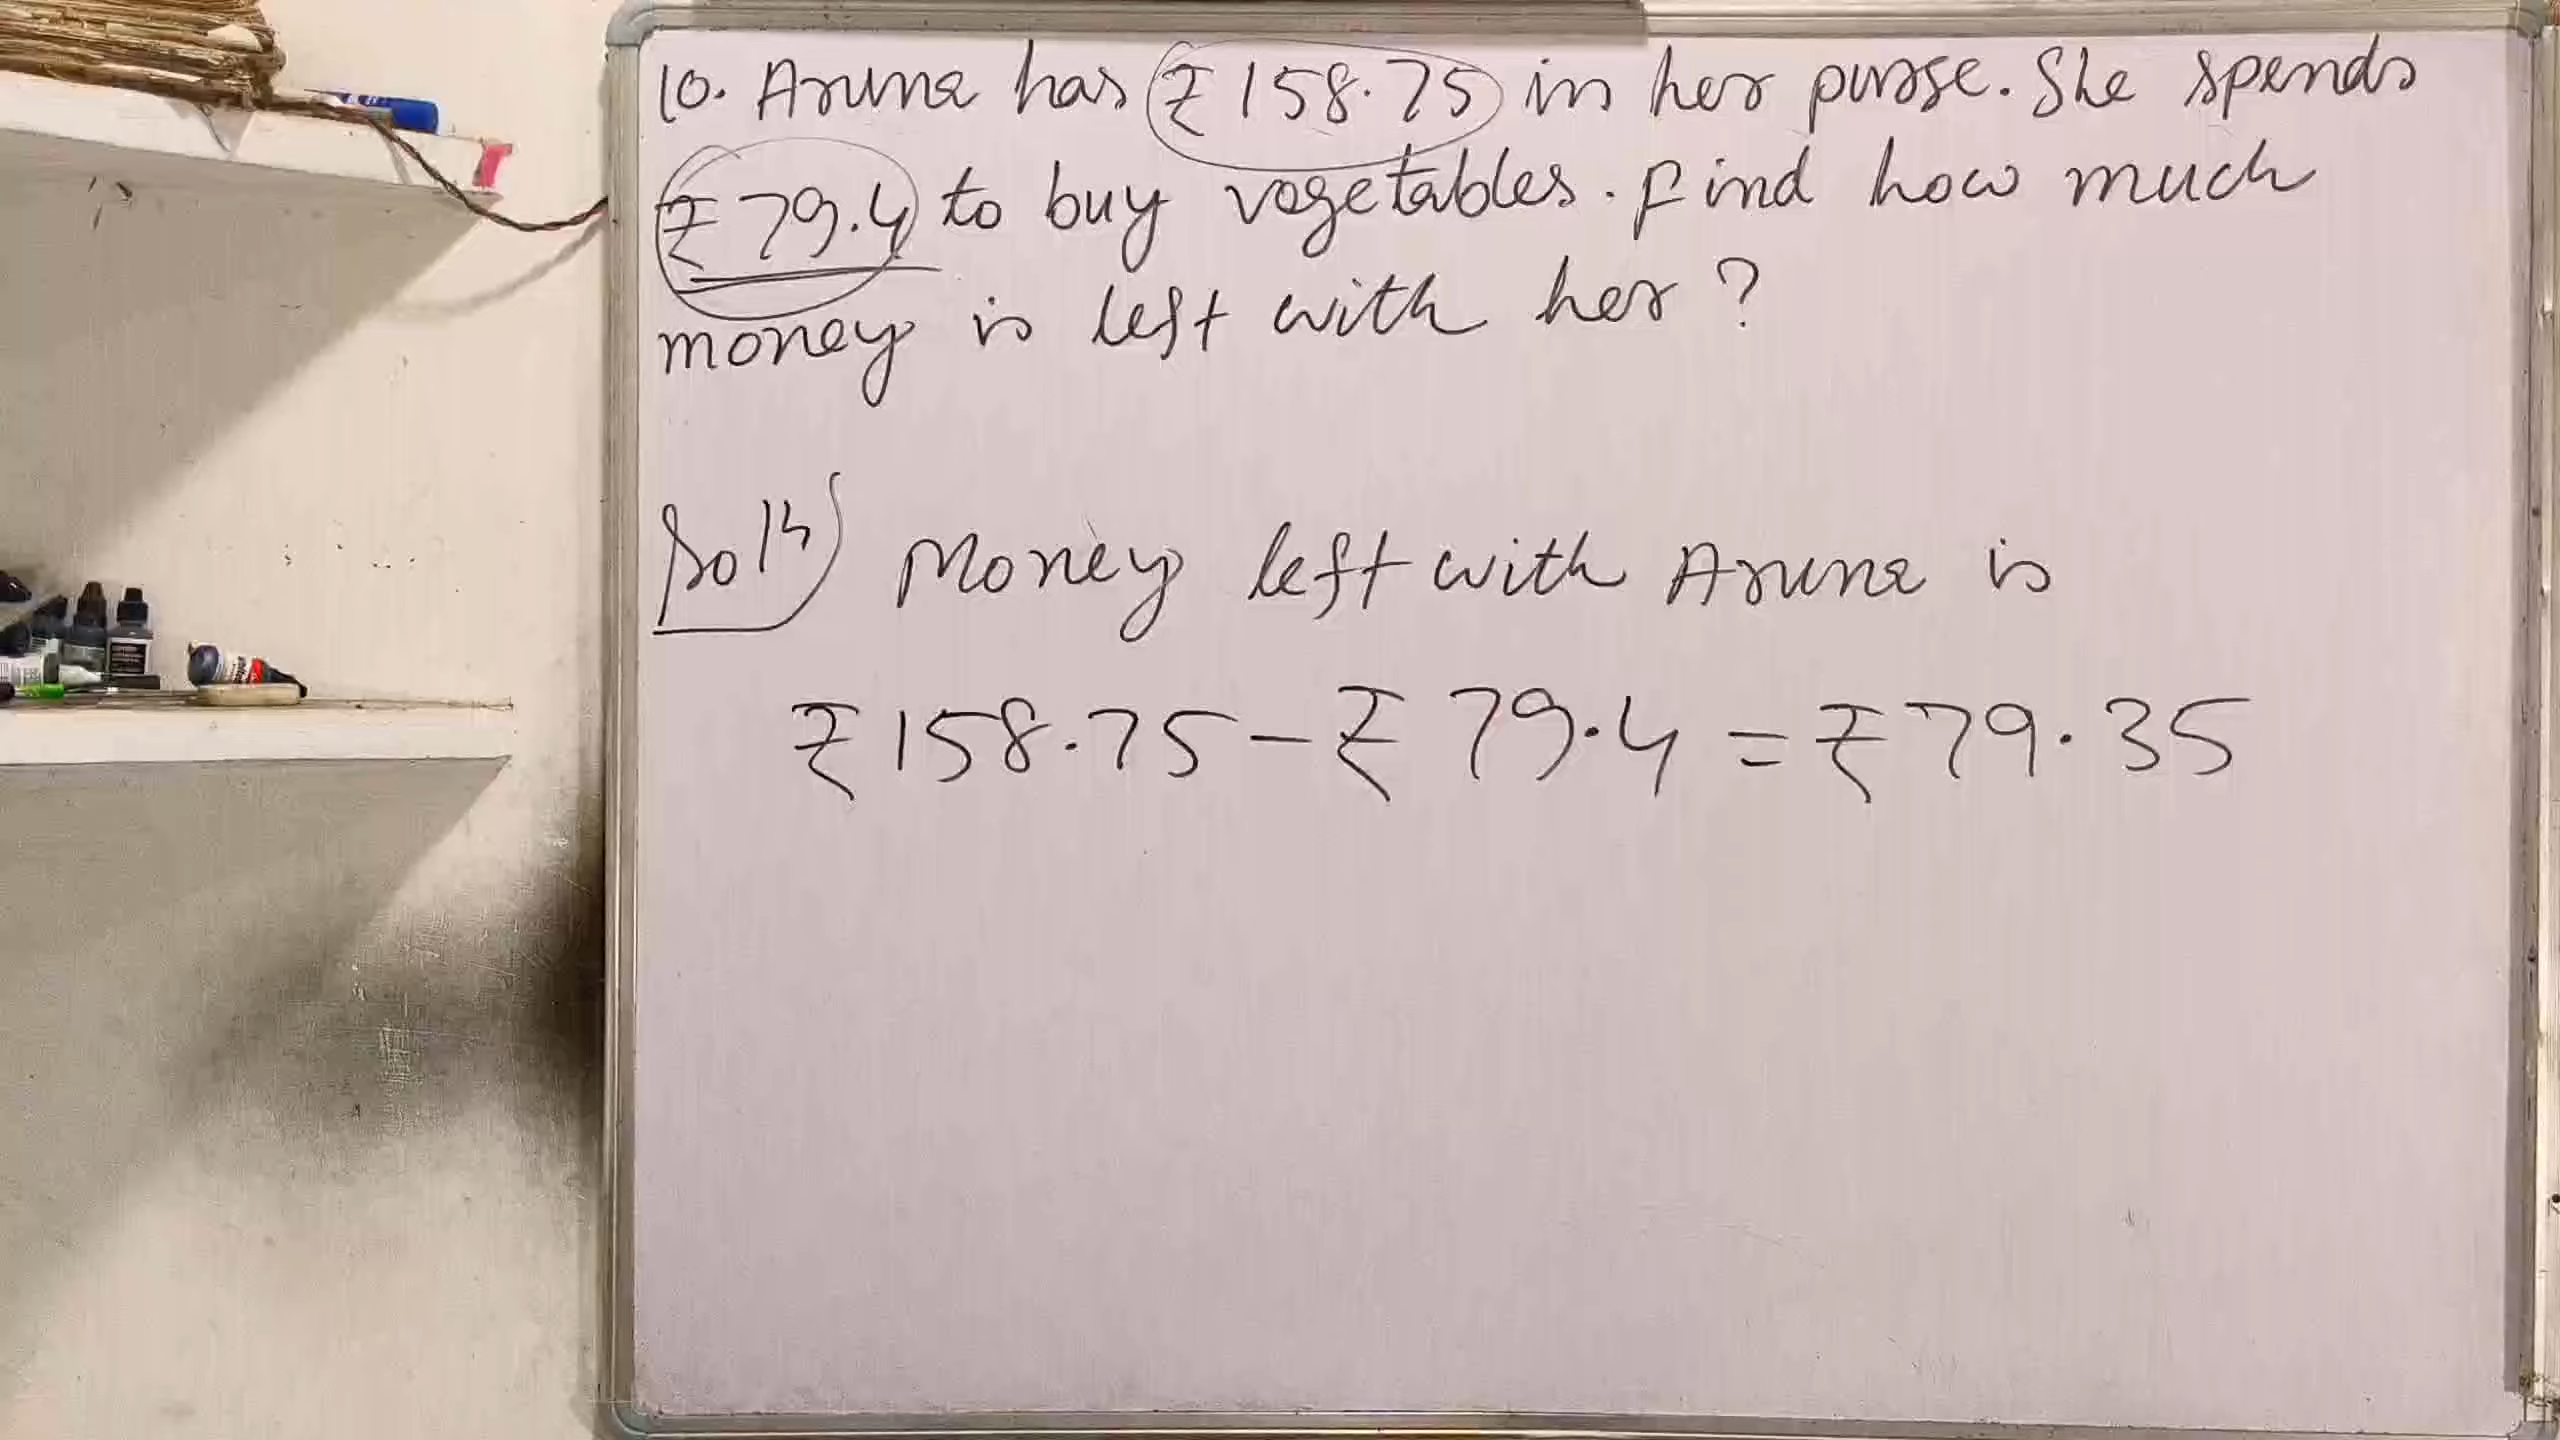 10. Aruna has ₹ 158.75 in her purse. She spends
₹ 79.4 to buy vegetables. Find how much
money is left with her ?
Solⁿ) Money left with Aruna is
₹ 158.75 - ₹ 79.4 = ₹ 79.35